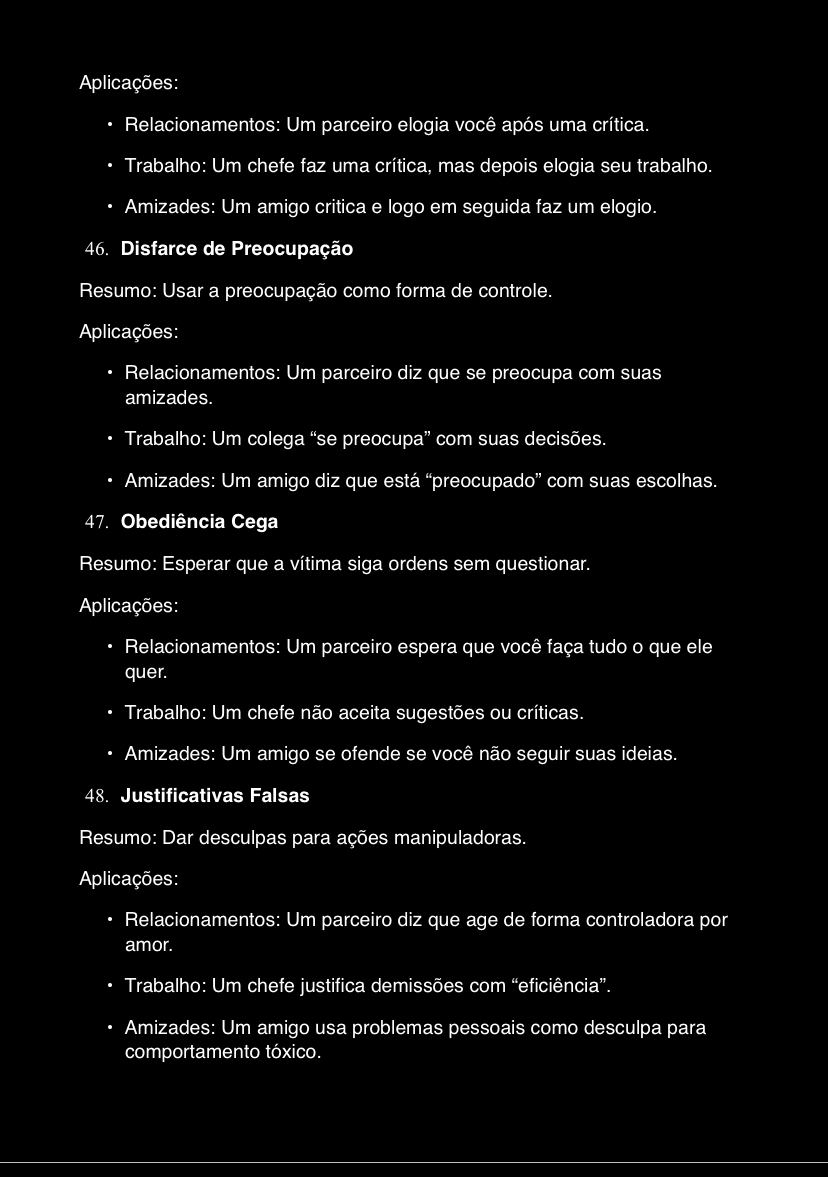 Aplicações:
• Relacionamentos: Um parceiro elogia você após uma crítica.
• Trabalho: Um chefe faz uma crítica, mas depois elogia seu trabalho.
• Amizades: Um amigo critica e logo em seguida faz um elogio.
46. Disfarce de Preocupação
Resumo: Usar a preocupação como forma de controle.
Aplicações:
• Relacionamentos: Um parceiro diz que se preocupa com suas
amizades.
• Trabalho: Um colega “se preocupa” com suas decisões.
• Amizades: Um amigo diz que está “preocupado” com suas escolhas.
47. Obediência Cega
Resumo: Esperar que a vítima siga ordens sem questionar.
Aplicações:
• Relacionamentos: Um parceiro espera que você faça tudo o que ele
quer.
• Trabalho: Um chefe não aceita sugestões ou críticas.
• Amizades: Um amigo se ofende se você não seguir suas ideias.
48. Justificativas Falsas
Resumo: Dar desculpas para ações manipuladoras.
Aplicações:
• Relacionamentos: Um parceiro diz que age de forma controladora por
amor.
• Trabalho: Um chefe justifica demissões com “eficiência”.
• Amizades: Um amigo usa problemas pessoais como desculpa para
comportamento tóxico.